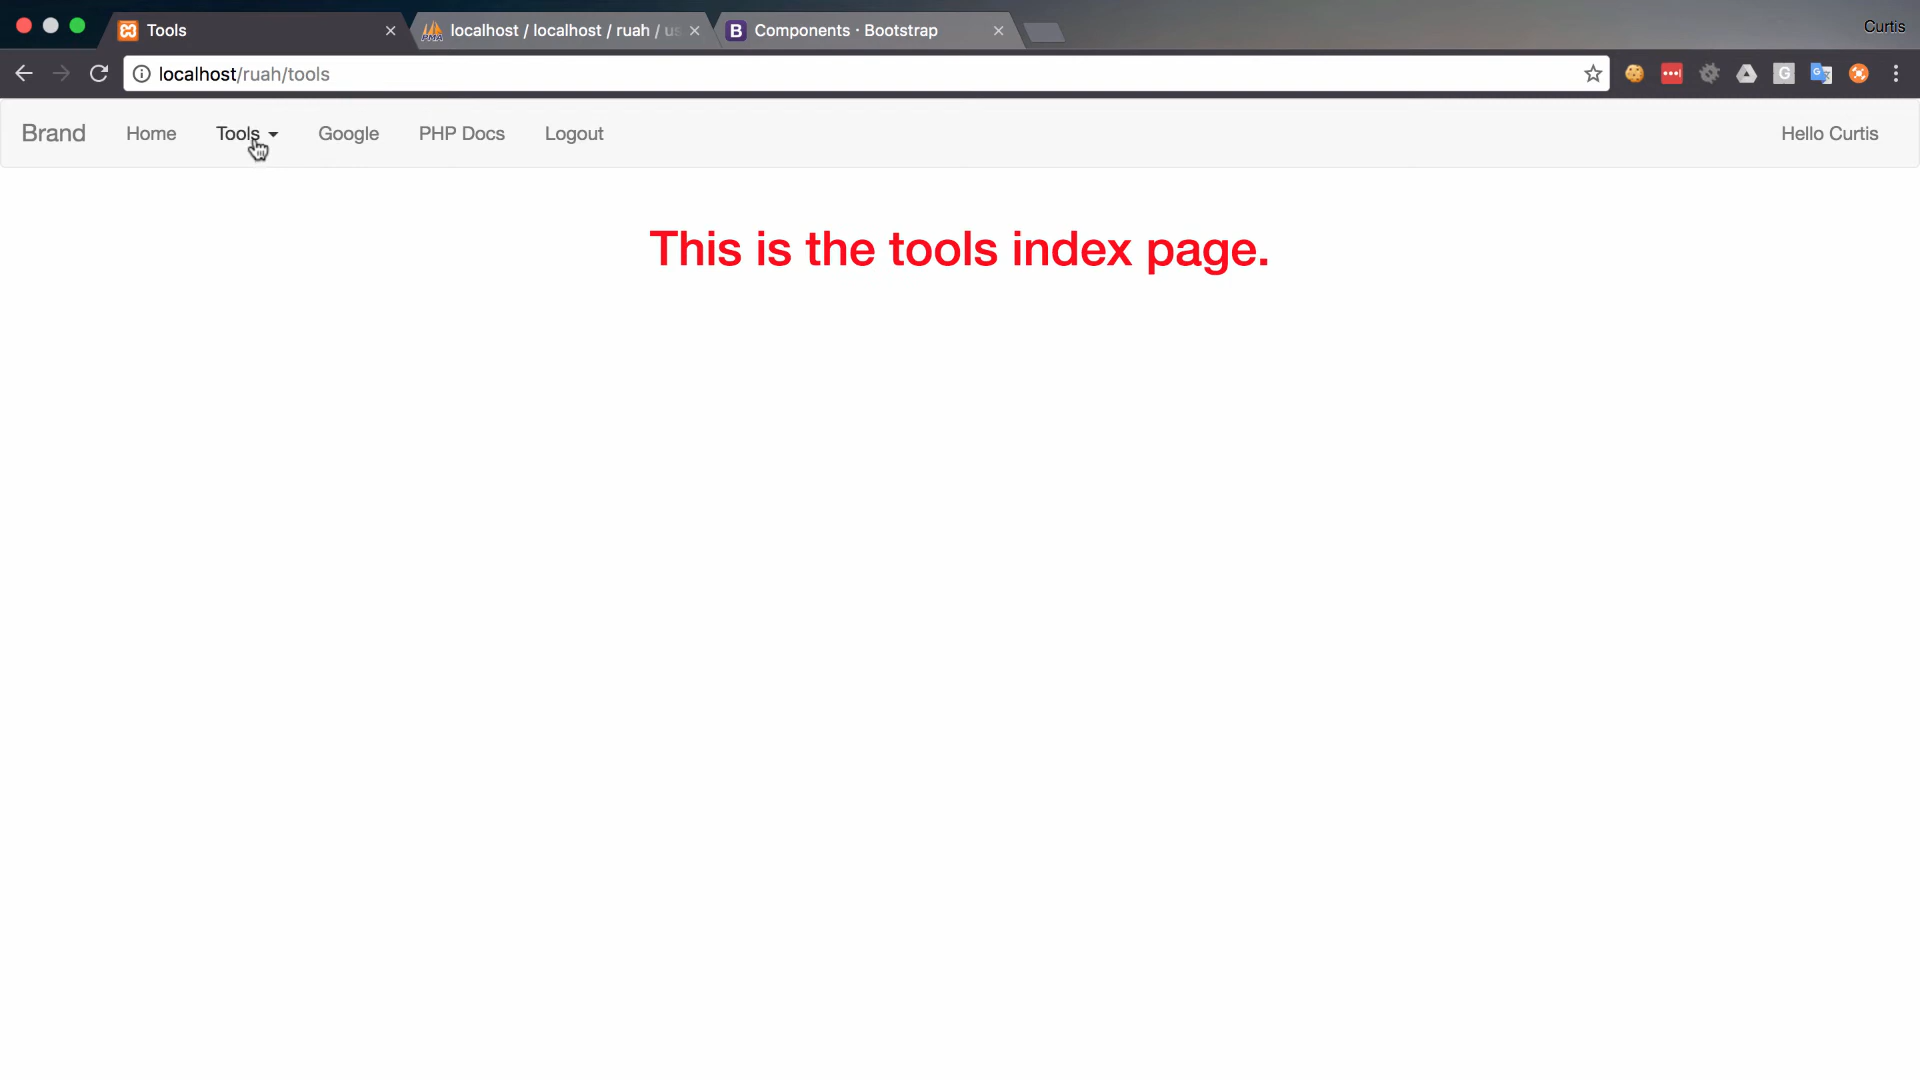 Tools
localhost / localhost / ruah / us
Components · Bootstrap
Curtis
localhost/ruah/tools
Brand
Home
Tools
Google
PHP Docs
Logout
Hello Curtis
This is the tools index page.